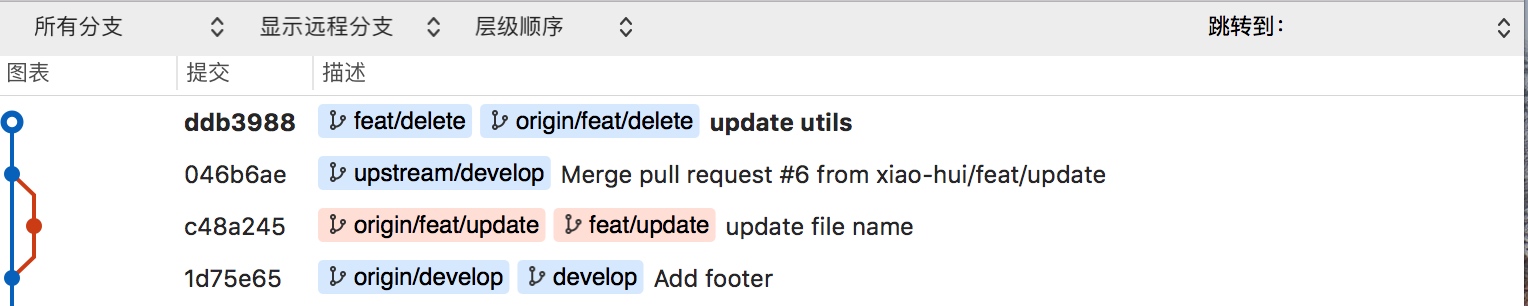 所有分支 显示远程分支 层级顺序 跳转到：
图表 提交 描述
ddb3988 feat/delete origin/feat/delete update utils
046b6ae upstream/develop Merge pull request #6 from xiao-hui/feat/update
c48a245 origin/feat/update feat/update update file name
1d75e65 origin/develop develop Add footer